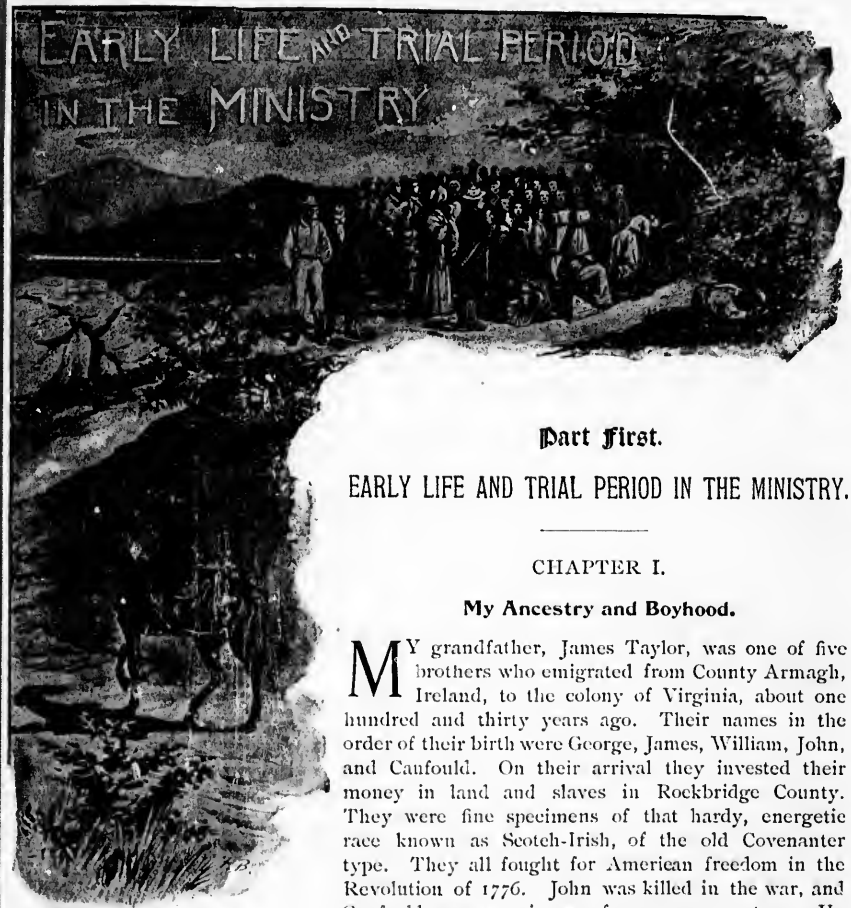 EARLY LIFE AND TRIAL PERIOD
IN THE MINISTRY.
Part First.
EARLY LIFE AND TRIAL PERIOD IN THE MINISTRY.
CHAPTER I.
My Ancestry and Boyhood.
MY grandfather, James Taylor, was one of five
brothers who emigrated from County Armagh,
Ireland, to the colony of Virginia, about one
hundred and thirty years ago. Their names in the
order of their birth were George, James, William, John,
and Caufould. On their arrival they invested their
money in land and slaves in Rockbridge County.
They were fine specimens of that hardy, energetic
race known as Scotch-Irish, of the old Covenanter
type. They all fought for American freedom in the
Revolution of 1776. John was killed in the war, and